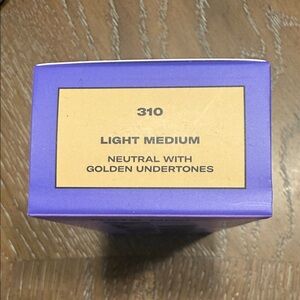 310
LIGHT MEDIUM
NEUTRAL WITH
GOLDEN UNDERTONES